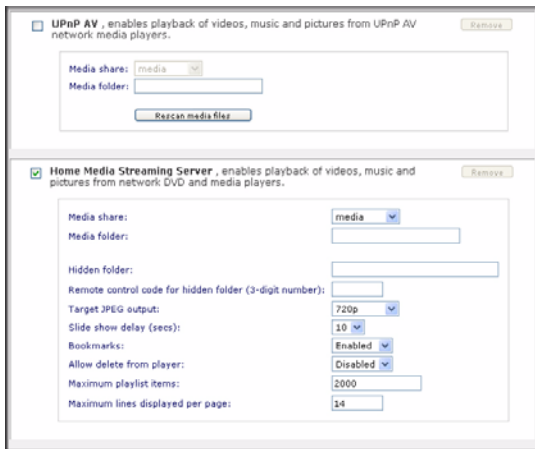 UPnP AV , enables playback of videos, music and pictures from UPnP AV
network media players.
Remove
Media share: media
Media folder:
Rescan media files
Home Media Streaming Server , enables playback of videos, music and
pictures from network DVD and media players.
Remove
Media share: media
Media folder:
Hidden folder:
Remote control code for hidden folder (3-digit number):
Target JPEG output: 720p
Slide show delay (secs): 10
Bookmarks: Enabled
Allow delete from player: Disabled
Maximum playlist items: 2000
Maximum lines displayed per page: 14